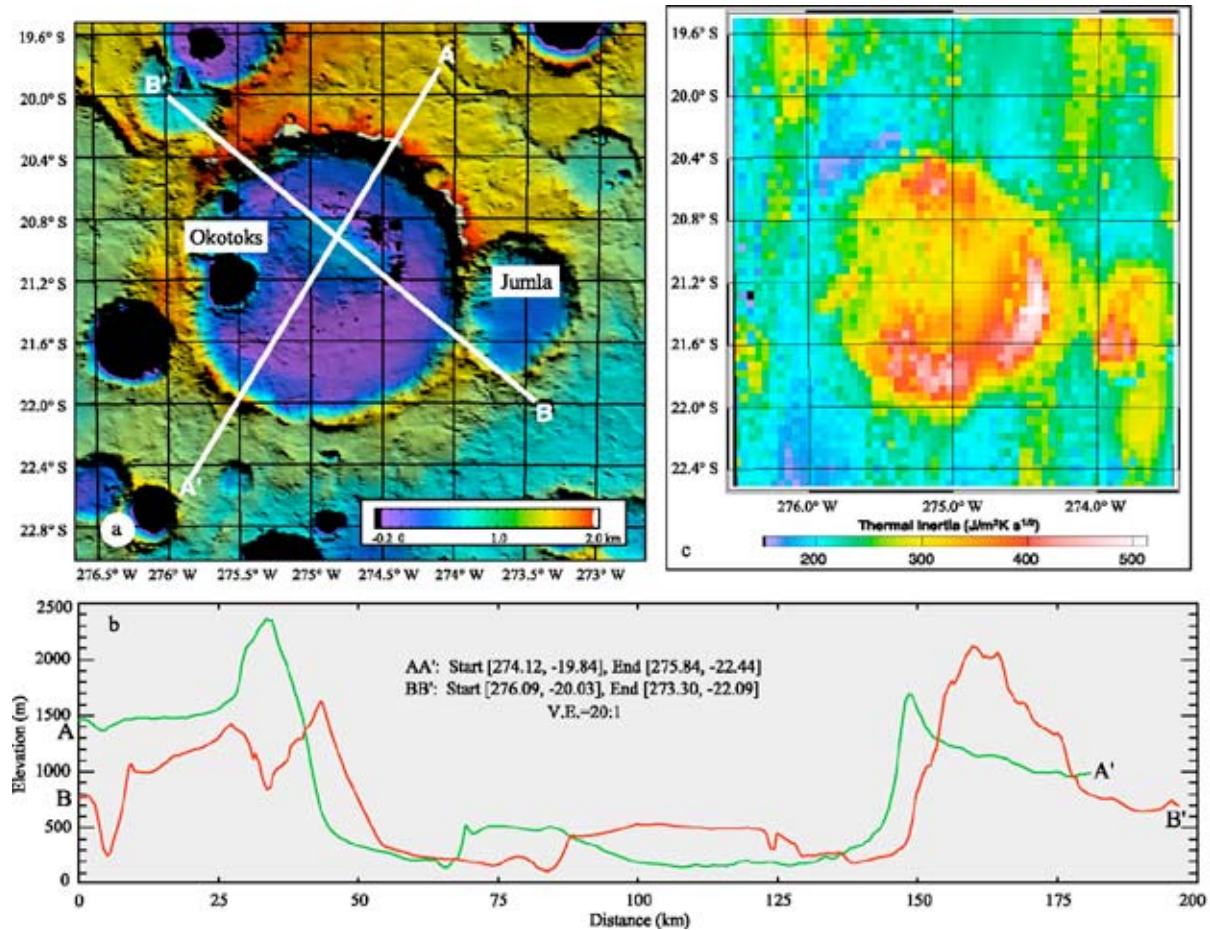 19.6° S
20.0° S
20.4° S
20.8° S
21.2° S
21.6° S
22.0° S
22.4° S
22.8° S
A
B'
Okotoks
Jumla
B
A'
a
-0.2 0 1.0 2.0 km
276.5° W 276° W 275.5° W 275° W 274.5° W 274° W 273.5° W 273° W
19.6° S
20.0° S
20.4° S
20.8° S
21.2° S
21.6° S
22.0° S
22.4° S
276.0° W 275.0° W 274.0° W
Thermal Inertia (J/m²K s^1/2)
C
200 300 400 500
b
Elevation (m)
2500
2000
1500
1000
500
0
A
B
AA': Start [274.12, -19.84], End [275.84, -22.44]
BB': Start [276.09, -20.03], End [273.30, -22.09]
V.E.=20:1
A'
B'
0 25 50 75 100 125 150 175 200
Distance (km)